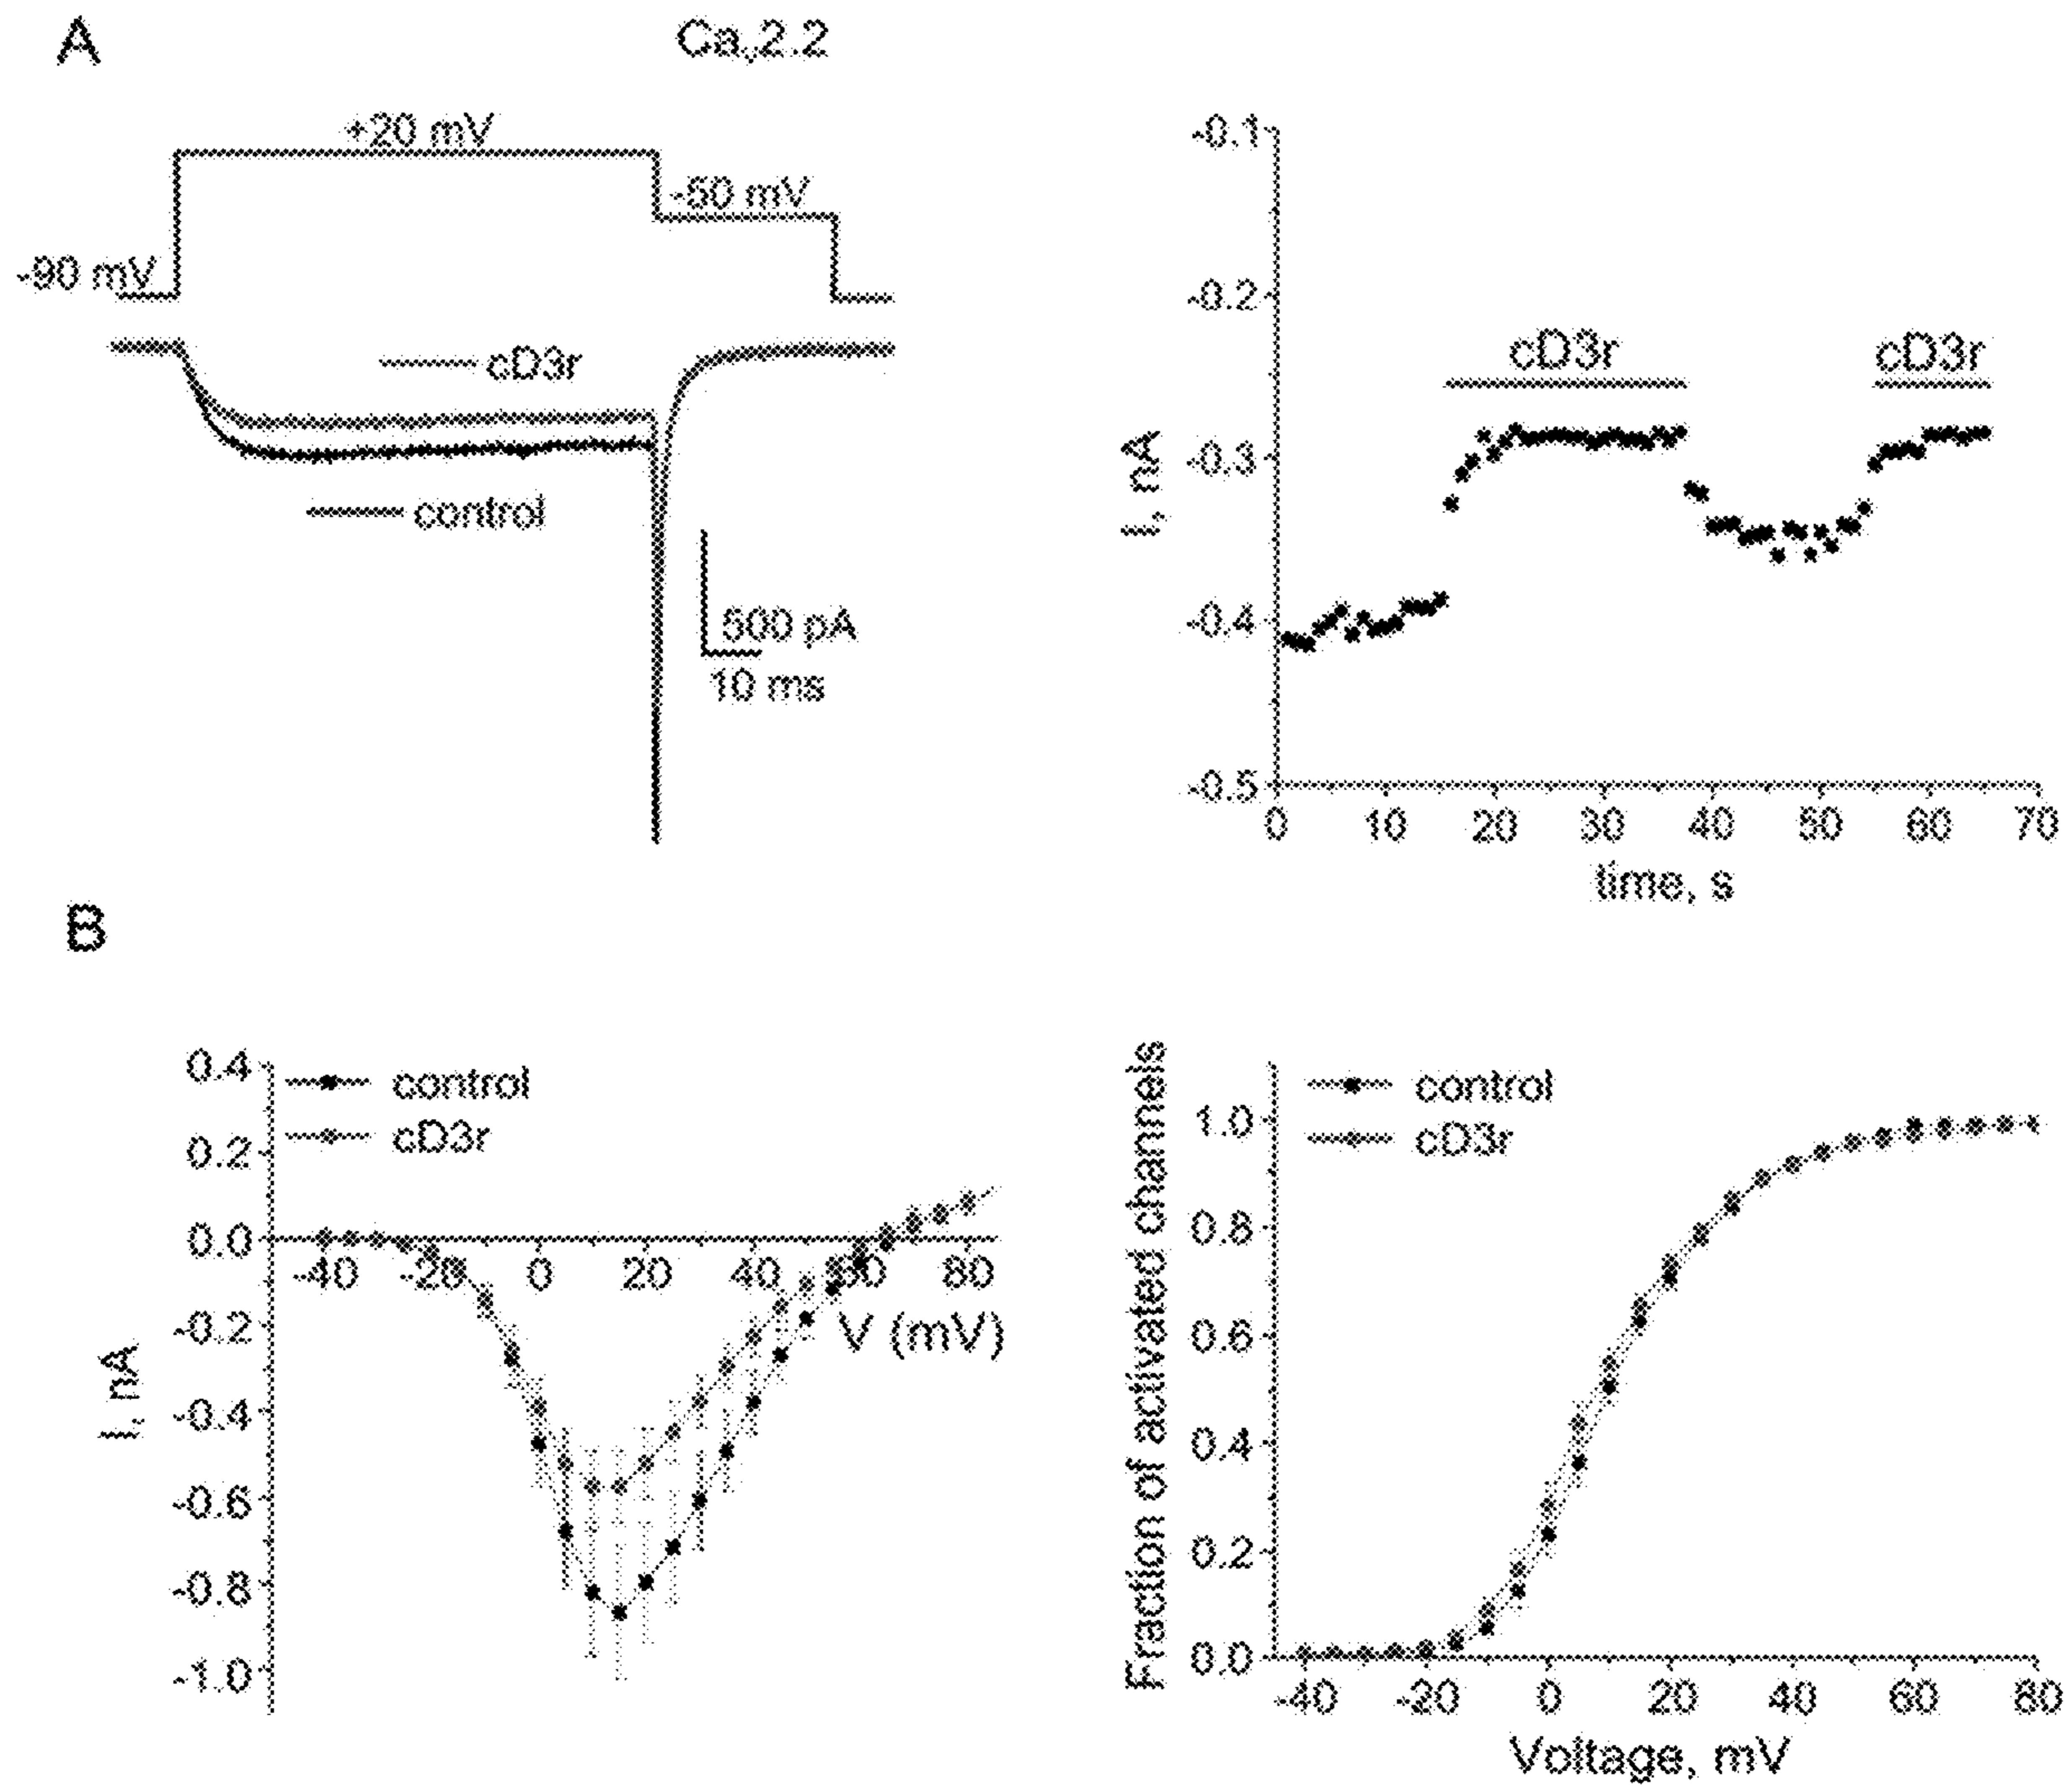 A
Cav2.2
+20 mV
-50 mV
-90 mV
cD3r
control
500 pA
10 ms
-0.1
-0.2
-0.3
-0.4
-0.5
I, nA
cD3r
cD3r
0 10 20 30 40 50 60 70
time, s
B
0.4
0.2
0.0
-0.2
-0.4
-0.6
-0.8
-1.0
I, nA
control
cD3r
-40 -20 0 20 40 60 80
V (mV)
Fraction of activated channels
1.0
0.8
0.6
0.4
0.2
0.0
control
cD3r
-40 -20 0 20 40 60 80
Voltage, mV